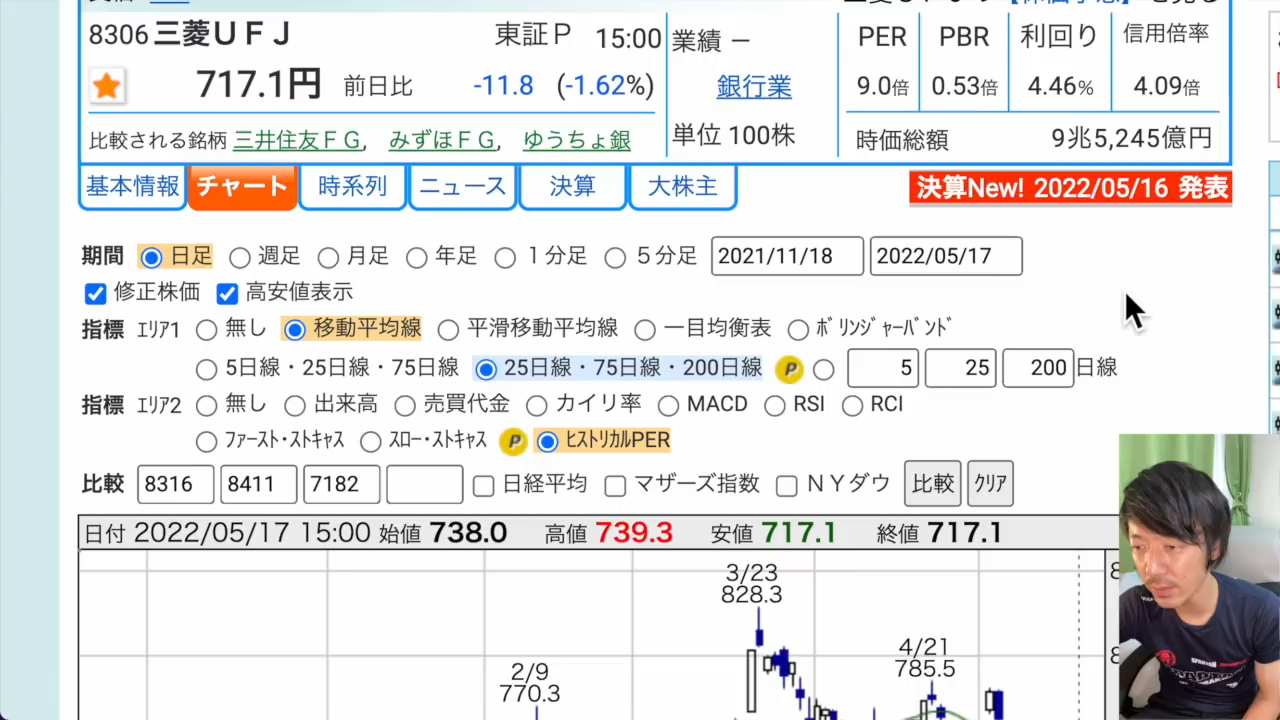 8306 三菱ＵＦＪ 東証Ｐ 15:00 業績 －
717.1円 前日比 -11.8 (-1.62%) 銀行業
比較される銘柄 三井住友ＦＧ, みずほＦＧ, ゆうちょ銀 単位 100株
PER PBR 利回り 信用倍率
9.0倍 0.53倍 4.46% 4.09倍
時価総額 9兆5,245億円
基本情報 チャート 時系列 ニュース 決算 大株主 決算New! 2022/05/16 発表
期間 日足 週足 月足 年足 １分足 ５分足 2021/11/18 2022/05/17
修正株価 高安値表示
指標 ｴﾘｱ1 無し 移動平均線 平滑移動平均線 一目均衡表 ﾎﾞﾘﾝｼﾞｬｰﾊﾞﾝﾄﾞ
5日線・25日線・75日線 25日線・75日線・200日線 P 5 25 200 日線
指標 ｴﾘｱ2 無し 出来高 売買代金 カイリ率 MACD RSI RCI
ﾌｧｰｽﾄ･ｽﾄｷｬｽ ｽﾛｰ･ｽﾄｷｬｽ P ﾋｽﾄﾘｶﾙPER
比較 8316 8411 7182 日経平均 マザーズ指数 ＮＹダウ 比較 ｸﾘｱ
日付 2022/05/17 15:00 始値 738.0 高値 739.3 安値 717.1 終値 717.1
3/23
828.3
4/21
785.5
2/9
770.3